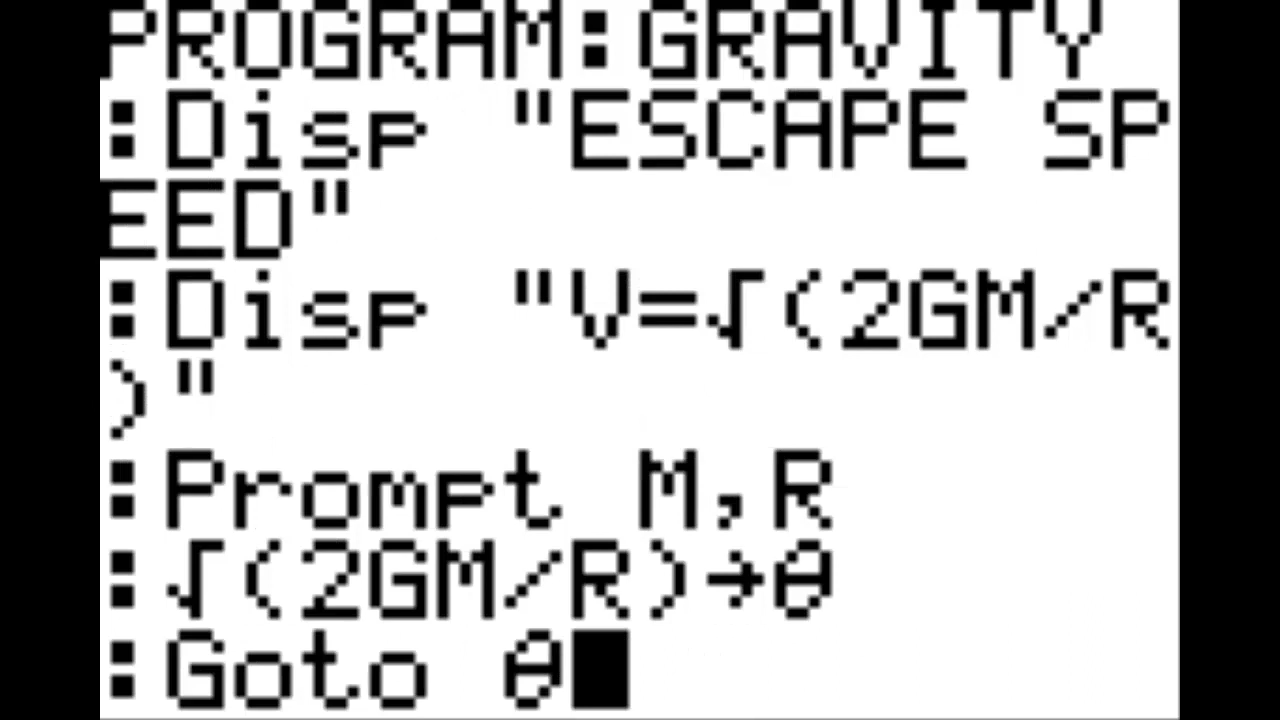 PROGRAM:GRAVITY
:Disp "ESCAPE SP
EED"
:Disp "V=√(2GM/R
)"
:Prompt M,R
:√(2GM/R)→θ
:Goto θ